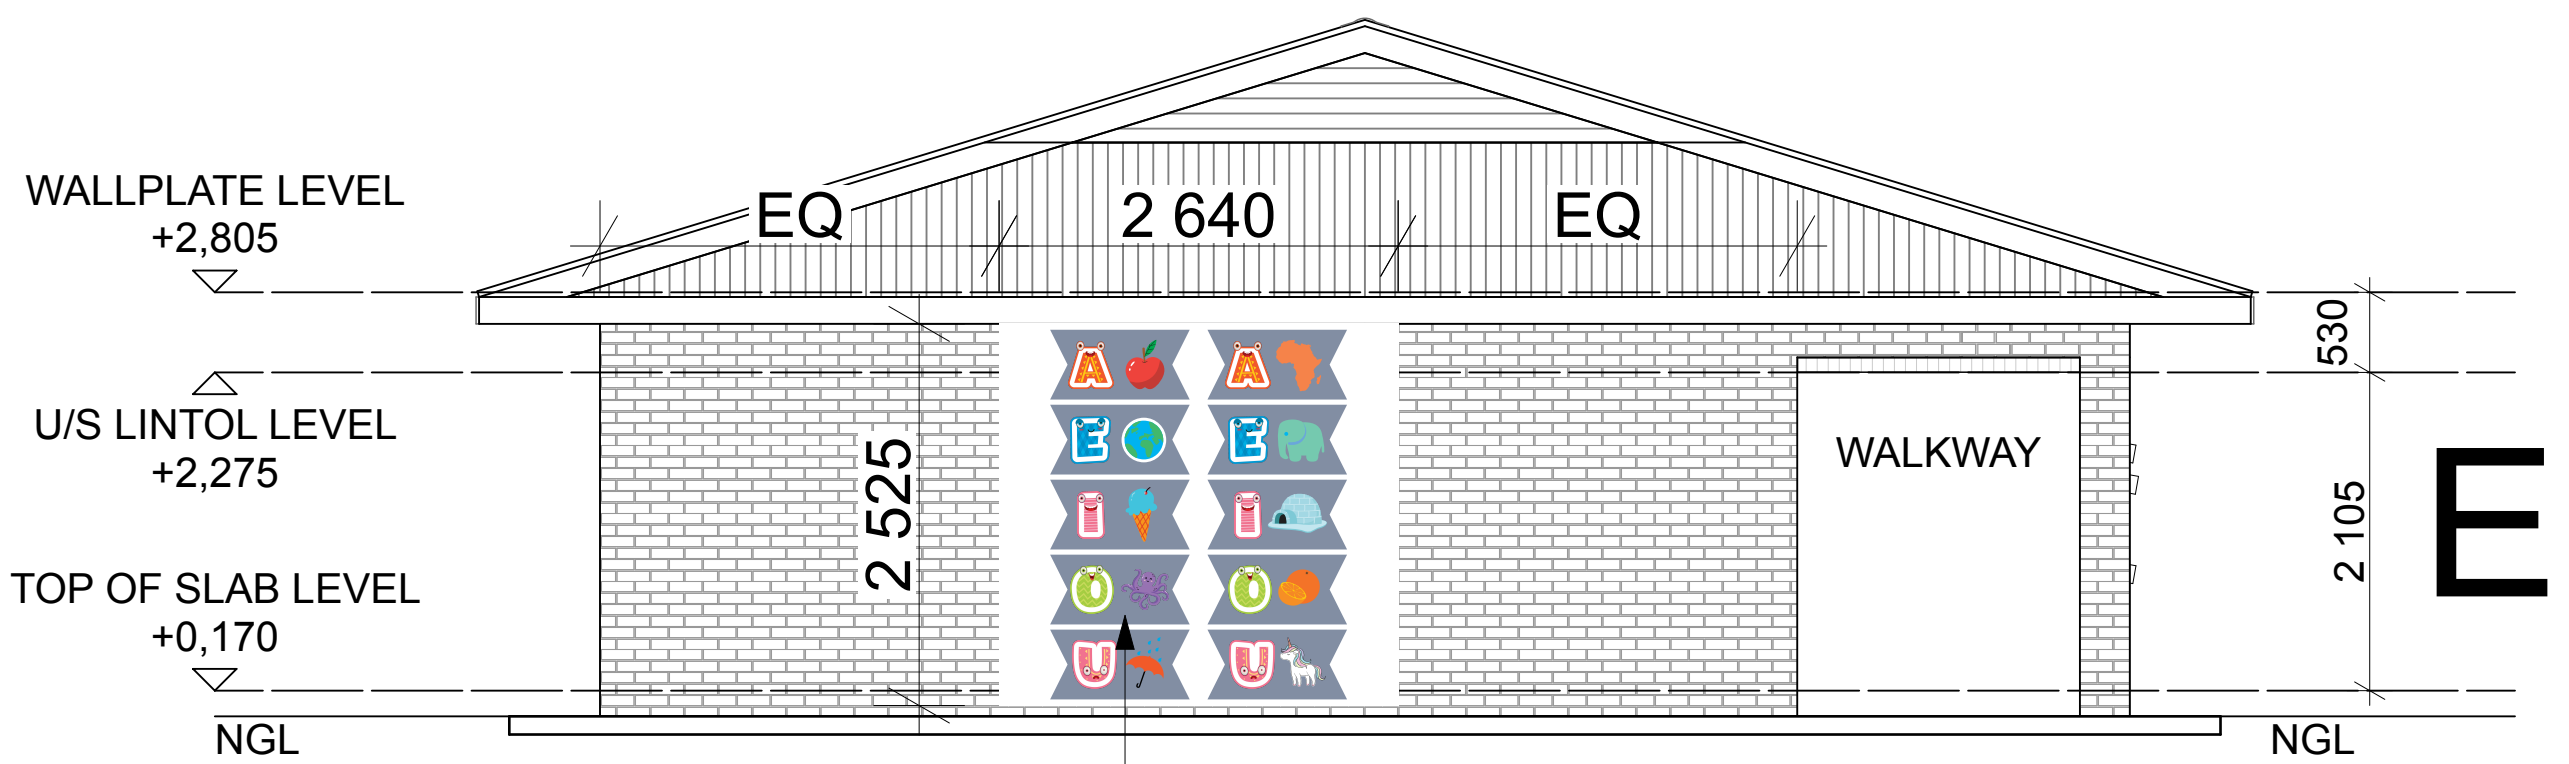 WALLPLATE LEVEL
+2,805
EQ
2 640
EQ
530
U/S LINTOL LEVEL
+2,275
2 525
A
A
E
E
I
I
O
O
U
U
WALKWAY
2 105
E
TOP OF SLAB LEVEL
+0,170
NGL
NGL